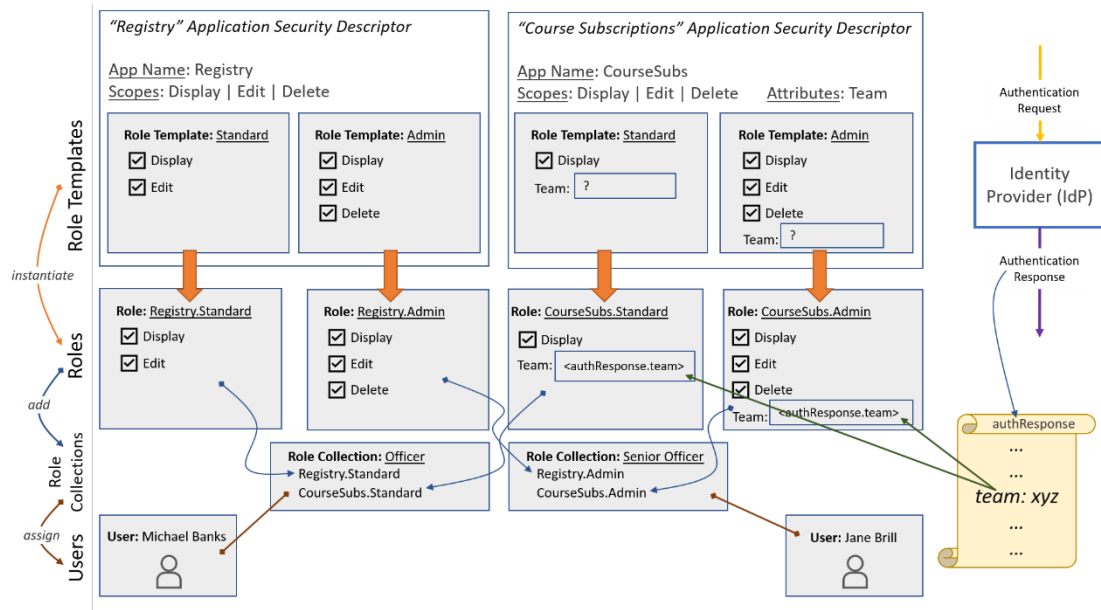 "Registry" Application Security Descriptor
App Name: Registry
Scopes: Display | Edit | Delete
Role Template: Standard
Display
Edit
Role Template: Admin
Display
Edit
Delete
"Course Subscriptions" Application Security Descriptor
App Name: CourseSubs
Scopes: Display | Edit | Delete
Attributes: Team
Role Template: Standard
Display
Team: ?
Role Template: Admin
Display
Edit
Delete
Team: ?
Role: Registry.Standard
Display
Edit
Role: Registry.Admin
Display
Edit
Delete
Role: CourseSubs.Standard
Display
Team: <authResponse.team>
Role: CourseSubs.Admin
Display
Edit
Delete
Team: <authResponse.team>
Role Collection: Officer
Registry.Standard
CourseSubs.Standard
Role Collection: Senior Officer
Registry.Admin
CourseSubs.Admin
User: Michael Banks
User: Jane Brill
Role Templates
instantiate
Roles
add
Role
Collections
assign
Users
Authentication
Request
Identity
Provider (IdP)
Authentication
Response
authResponse
...
...
team: xyz
...
...